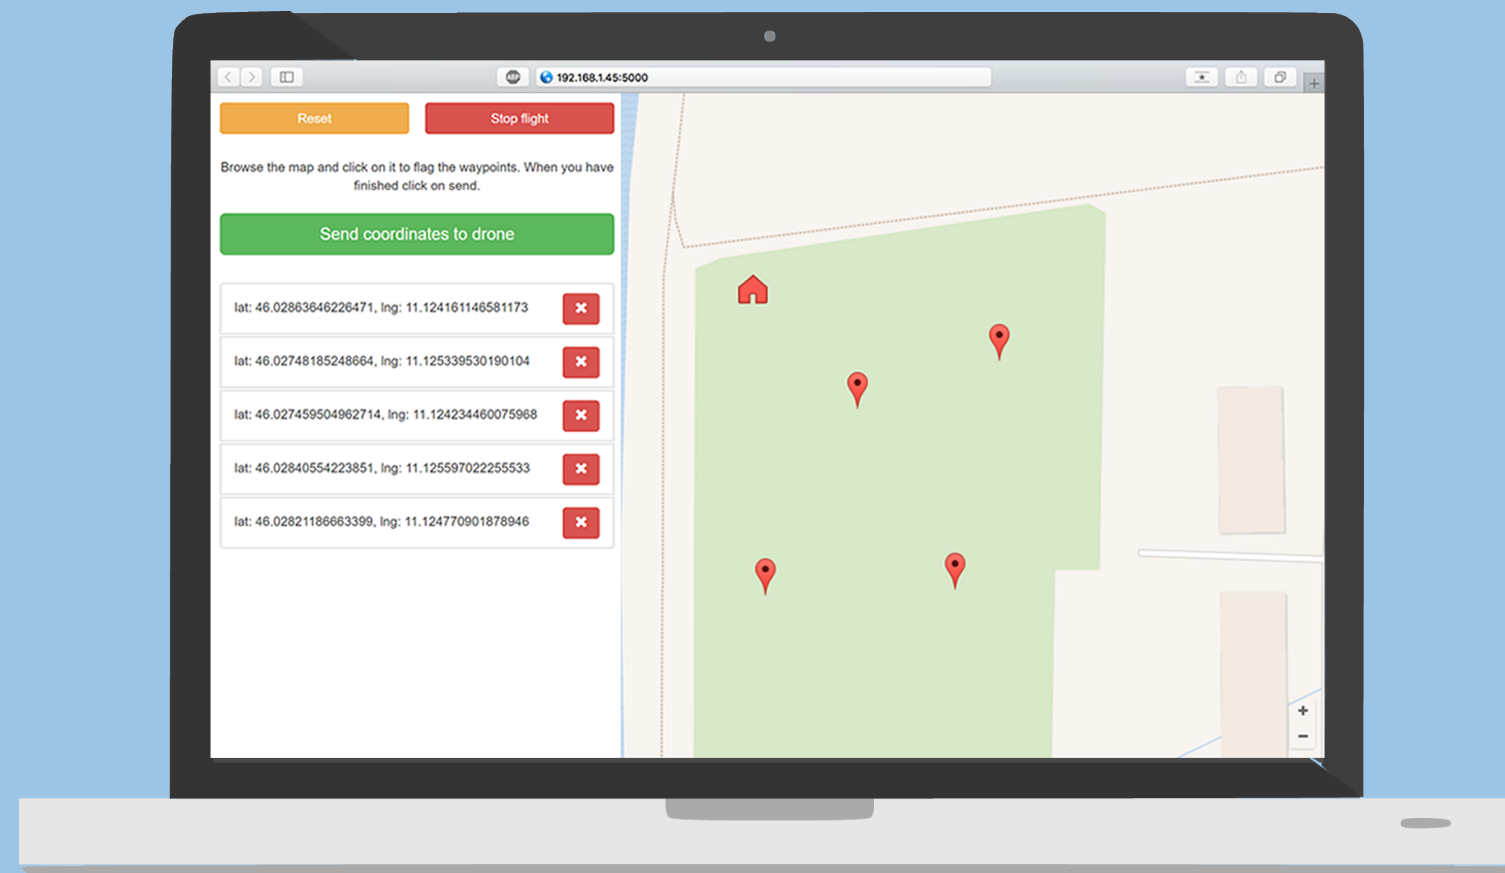 ABP
192.168.1.45:5000
Reset
Stop flight
Browse the map and click on it to flag the waypoints. When you have
finished click on send.
Send coordinates to drone
lat: 46.02863646226471, lng: 11.124161146581173
lat: 46.02748185248664, lng: 11.125339530190104
lat: 46.027459504962714, lng: 11.124234460075968
lat: 46.02840554223851, lng: 11.125597022255533
lat: 46.02821186663399, lng: 11.124770901878946